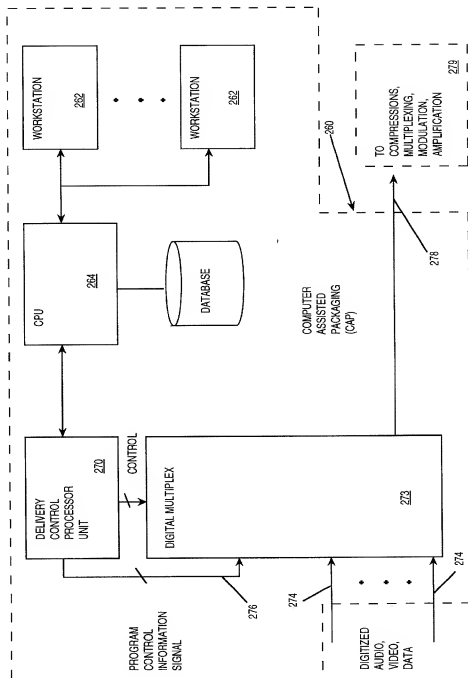 WORKSTATION
262
WORKSTATION
262
CPU
264
DATABASE
DELIVERY
CONTROL
PROCESSOR
UNIT
270
CONTROL
DIGITAL MULTIPLEX
273
276
PROGRAM
CONTROL
INFORMATION
SIGNAL
274
274
DIGITIZED
AUDIO,
VIDEO,
DATA
COMPUTER
ASSISTED
PACKAGING
(CAP)
260
278
TO
COMPRESSIONS,
MULTIPLEXING,
MODULATION,
AMPLIFICATION
279